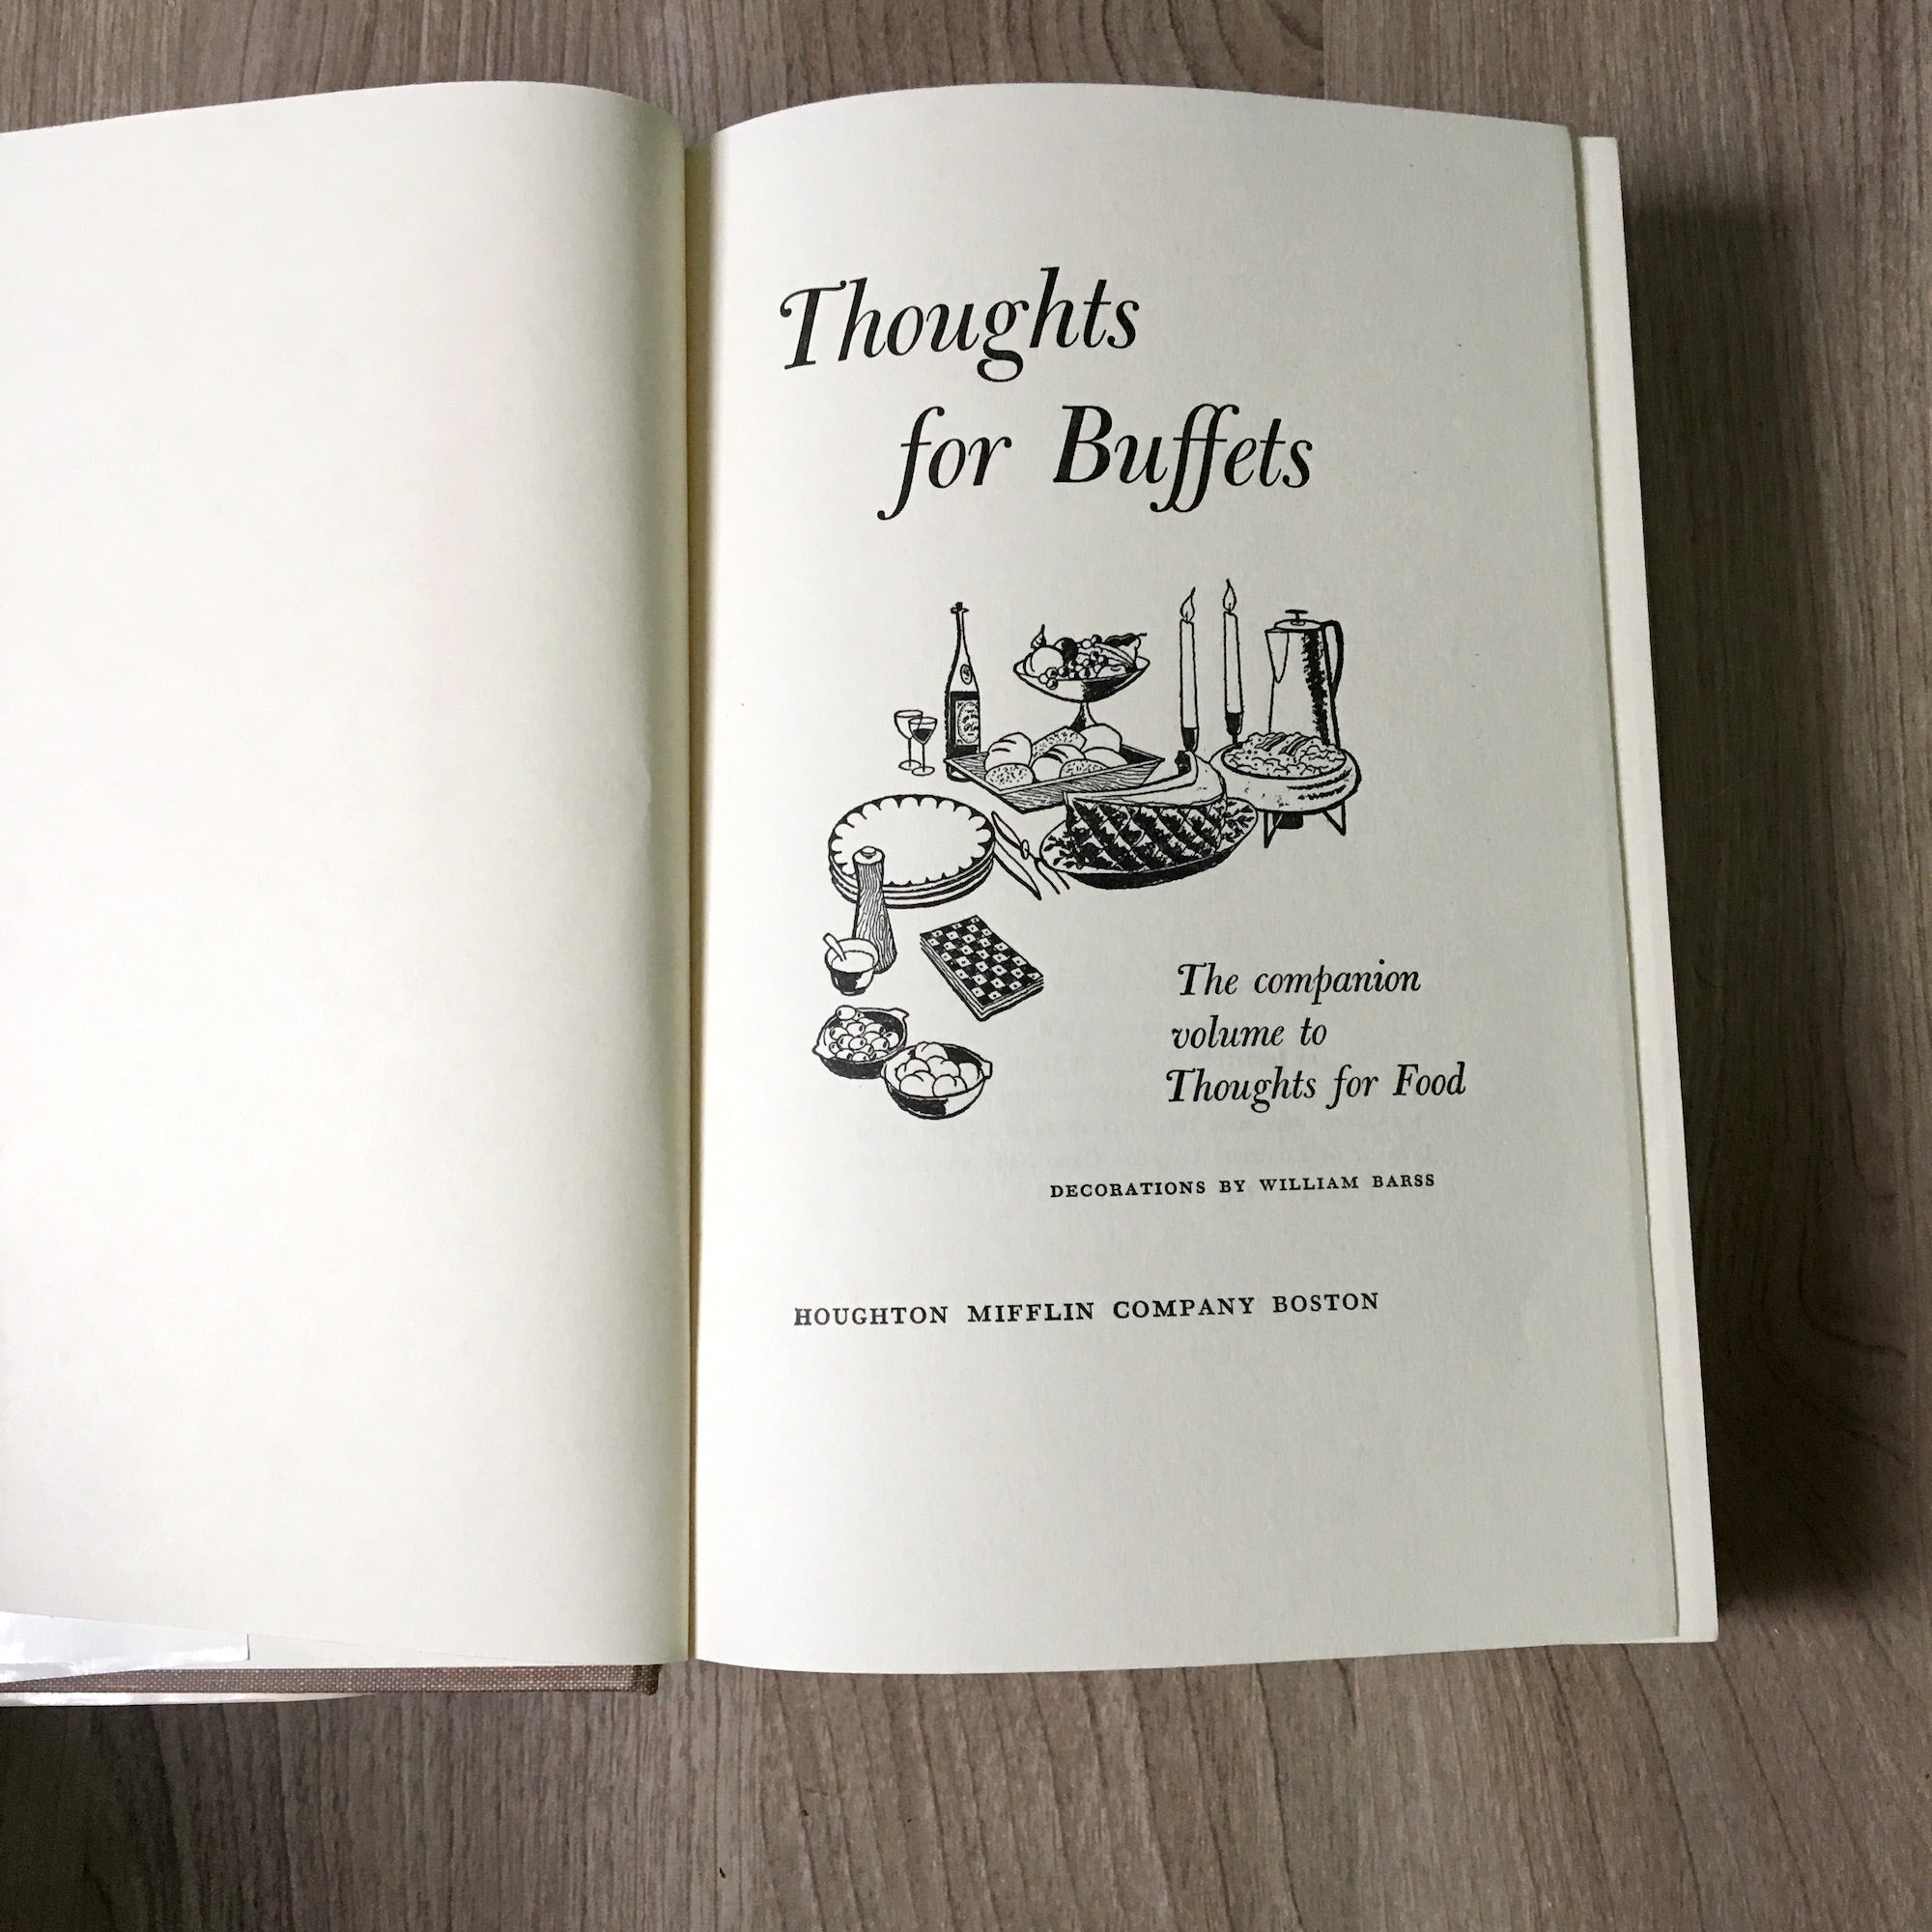 Thoughts
for Buffets
The companion
volume to
Thoughts for Food
DECORATIONS BY WILLIAM BARSS
HOUGHTON MIFFLIN COMPANY BOSTON